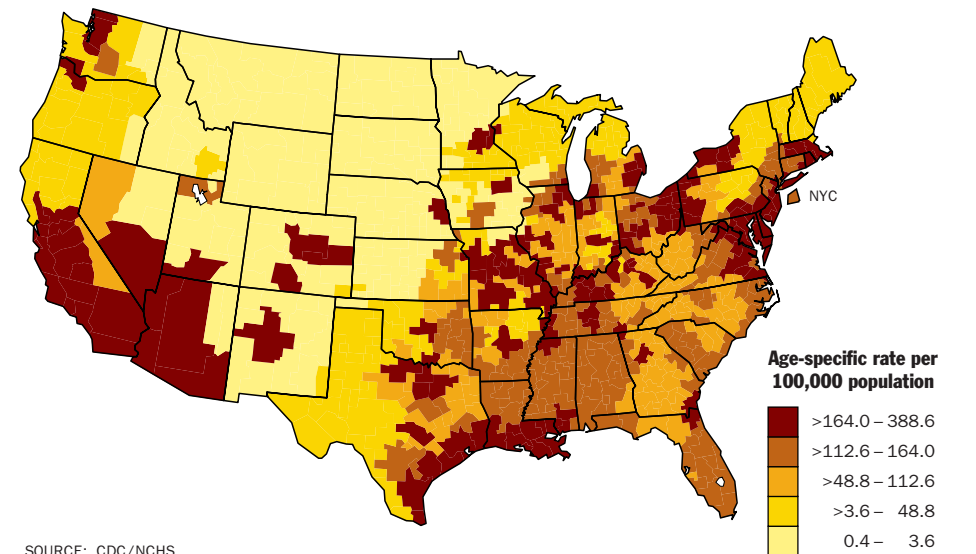 NYC
Age-specific rate per
100,000 population
>164.0 – 388.6
>112.6 – 164.0
>48.8 – 112.6
>3.6 – 48.8
0.4 – 3.6
SOURCE: CDC/NCHS